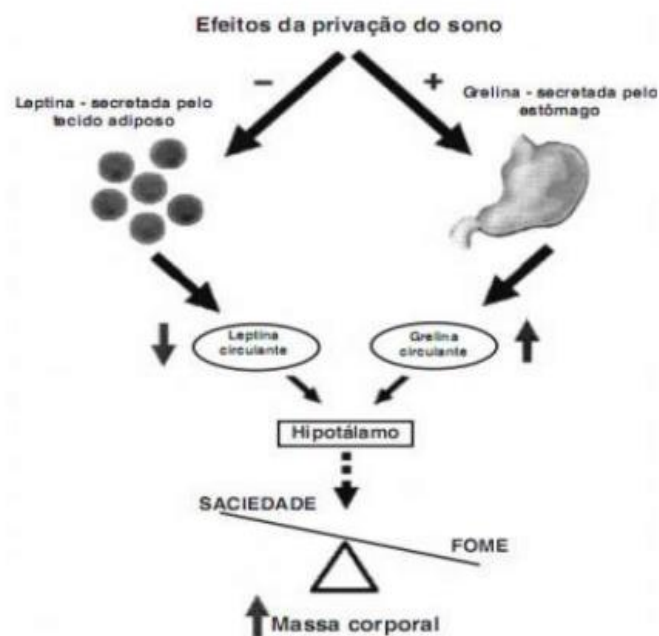 Efeitos da privação do sono
–
+
Leptina - secretada pelo
tecido adiposo
Grelina - secretada pelo
estômago
Leptina
circulante
Grelina
circulante
Hipotálamo
SACIEDADE
FOME
Massa corporal